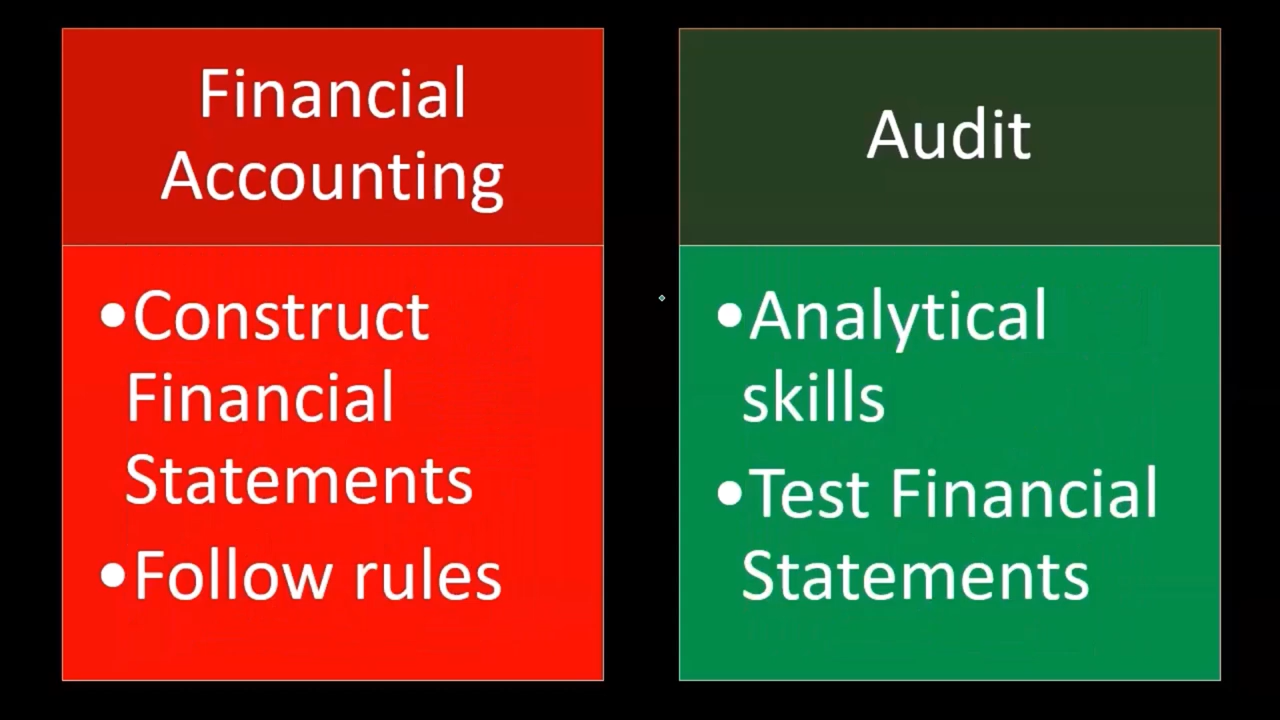 Financial
Accounting
•Construct
Financial
Statements
•Follow rules
Audit
•Analytical
skills
•Test Financial
Statements